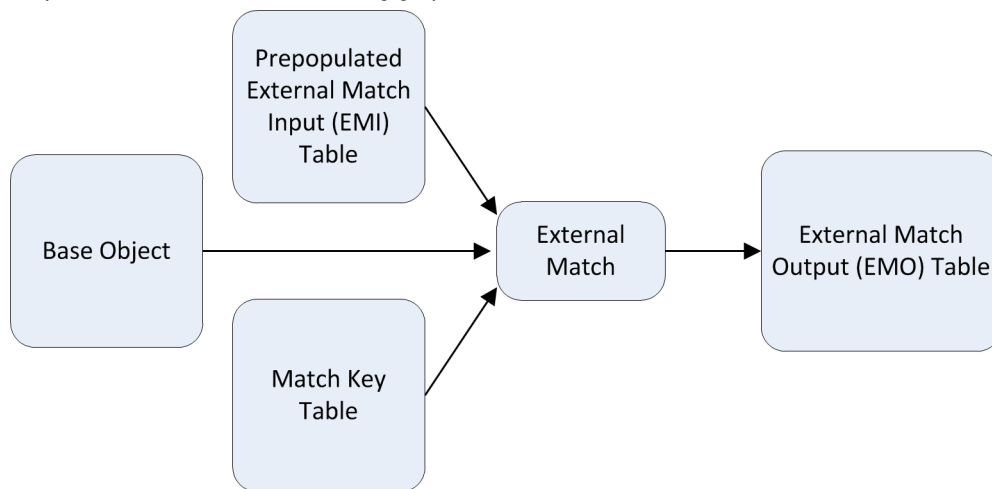 Prepopulated
External Match
Input (EMI)
Table
Base Object
External
Match
External Match
Output (EMO) Table
Match Key
Table